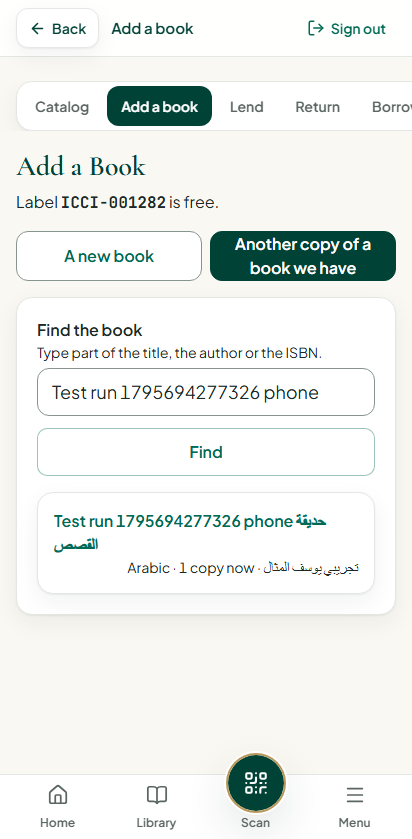 Back
Add a book
Sign out
Catalog
Add a book
Lend
Return
Borro
Add a Book
Label ICCI-001282 is free.
A new book
Another copy of a
book we have
Find the book
Type part of the title, the author or the ISBN.
Test run 1795694277326 phone
Find
Test run 1795694277326 phone حديقة
القصص
Arabic · 1 copy now · تجريبي يوسف المثال
Home
Library
Scan
Menu